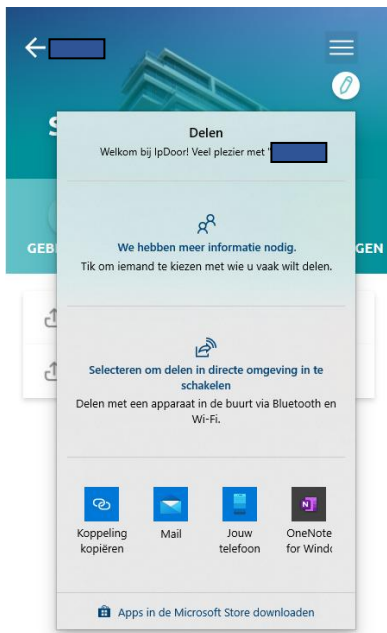 S
Delen
Welkom bij IpDoor! Veel plezier met "
We hebben meer informatie nodig.
GEB
GEN
Tik om iemand te kiezen met wie u vaak wilt delen.
Selecteren om delen in directe omgeving in te
schakelen
Delen met een apparaat in de buurt via Bluetooth en
Wi-Fi.
Koppeling
kopiëren
Mail
Jouw
telefoon
OneNote
for Windo
Apps in de Microsoft Store downloaden